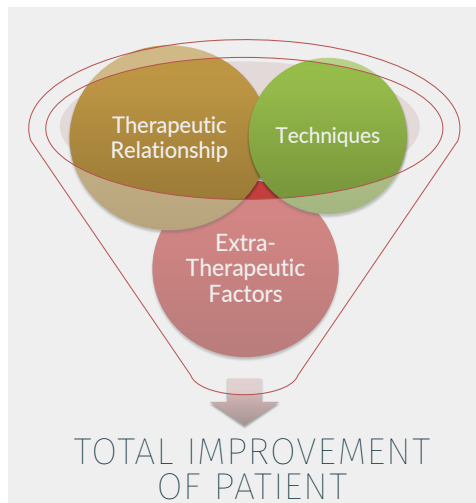 Therapeutic
Relationship
Techniques
Extra-
Therapeutic
Factors
TOTAL IMPROVEMENT
OF PATIENT